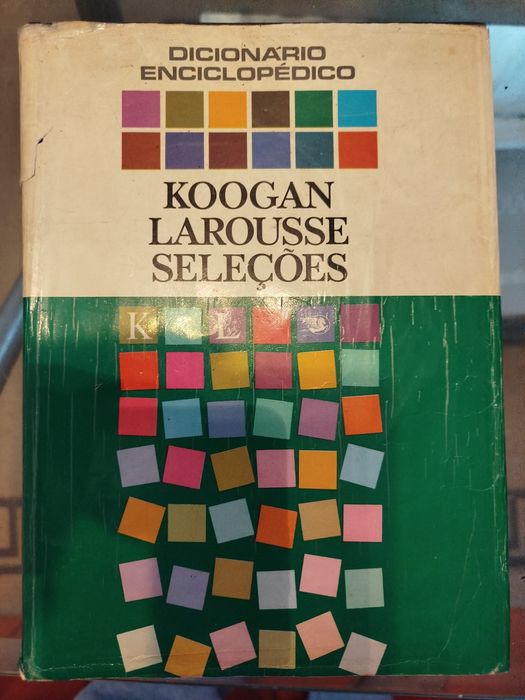 DICIONÁRIO
ENCICLOPÉDICO
KOOGAN
LAROUSSE
SELEÇÕES
K L